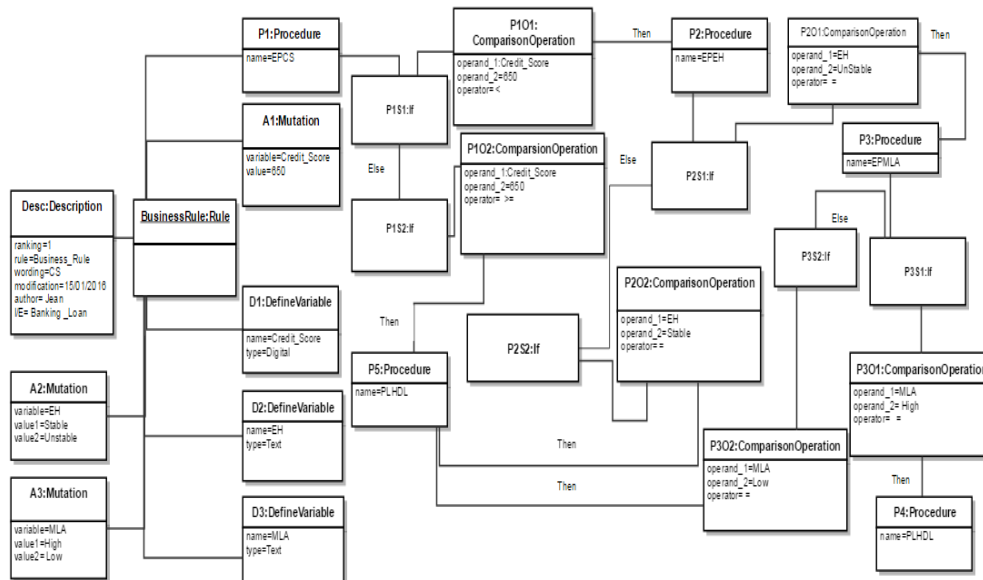 P1:Procedure
name=EPCS
A1:Mutation
variable=Credit_Score
value=650
Desc:Description
ranking=1
rule=Business_Rule
wording=CS
modification=15/01/2016
author= Jean
I/E= Banking _Loan
BusinessRule:Rule
D1:DefineVariable
name=Credit_Score
type=Digital
A2:Mutation
variable=EH
value1=Stable
value2=Unstable
D2:DefineVariable
name=EH
type=Text
A3:Mutation
variable=MLA
value1=High
value2= Low
D3:DefineVariable
name=MLA
type=Text
P1S1:If
Else
P1S2:If
P1O1:
ComparisonOperation
operand_1:Credit_Score
operand_2=650
operator= <
Then
P1O2:ComparsionOperation
operand_1:Credit_Score
operand_2=650
operator= >=
Then
P5:Procedure
name=PLHDL
P2:Procedure
name=EPEH
Else
P2S1:If
P2O1:ComparisonOperation
operand_1=EH
operand_2=UnStable
operator= =
Then
P3:Procedure
name=EPMLA
P2S2:If
P2O2:ComparisonOperation
operand_1=EH
operand_2=Stable
operator= =
Then
Then
Else
P3S2:If
P3S1:If
P3O1:ComparisonOperation
operand_1=MLA
operand_2= High
operator= =
P3O2:ComparisonOperation
operand_1=MLA
operand_2=Low
operator= =
Then
P4:Procedure
name=PLHDL